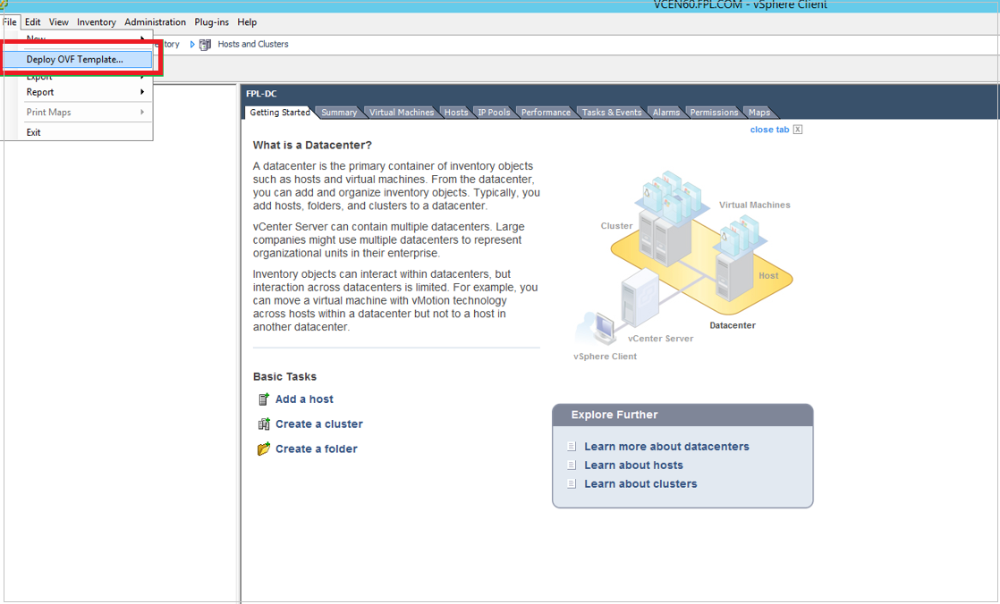 VCEN60.FPL.COM - vSphere Client
File Edit View Inventory Administration Plug-ins Help
New
Hosts and Clusters
Deploy OVF Template...
Export
Report
Print Maps
Exit
FPL-DC
Getting Started Summary Virtual Machines Hosts IP Pools Performance Tasks & Events Alarms Permissions Maps
close tab X
What is a Datacenter?
A datacenter is the primary container of inventory objects
such as hosts and virtual machines. From the datacenter,
you can add and organize inventory objects. Typically, you
add hosts, folders, and clusters to a datacenter.
vCenter Server can contain multiple datacenters. Large
companies might use multiple datacenters to represent
organizational units in their enterprise.
Inventory objects can interact within datacenters, but
interaction across datacenters is limited. For example, you
can move a virtual machine with vMotion technology
across hosts within a datacenter but not to a host in
another datacenter.
Virtual Machines
Cluster
Host
Datacenter
vCenter Server
vSphere Client
Basic Tasks
Add a host
Create a cluster
Create a folder
Explore Further
Learn more about datacenters
Learn about hosts
Learn about clusters